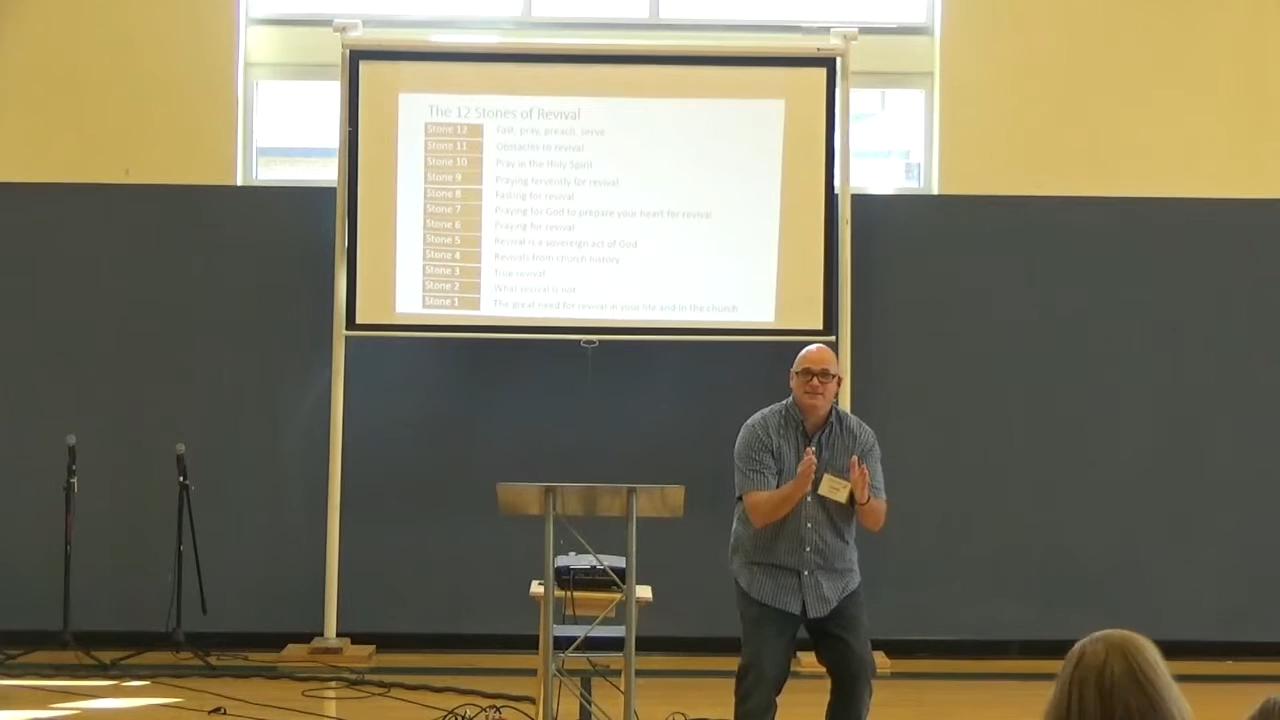 The 12 Stones of Revival
Stone 12 Fast, pray, preach, serve
Stone 11 Obstacles to revival
Stone 10 Pray in the Holy Spirit
Stone 9 Praying fervently for revival
Stone 8 Fasting for revival
Stone 7 Praying for God to prepare your heart for revival
Stone 6 Praying for revival
Stone 5 Revival is a sovereign act of God
Stone 4 Revivals from church history
Stone 3 True revival
Stone 2 What revival is not
Stone 1 The great need for revival in your life and in the church